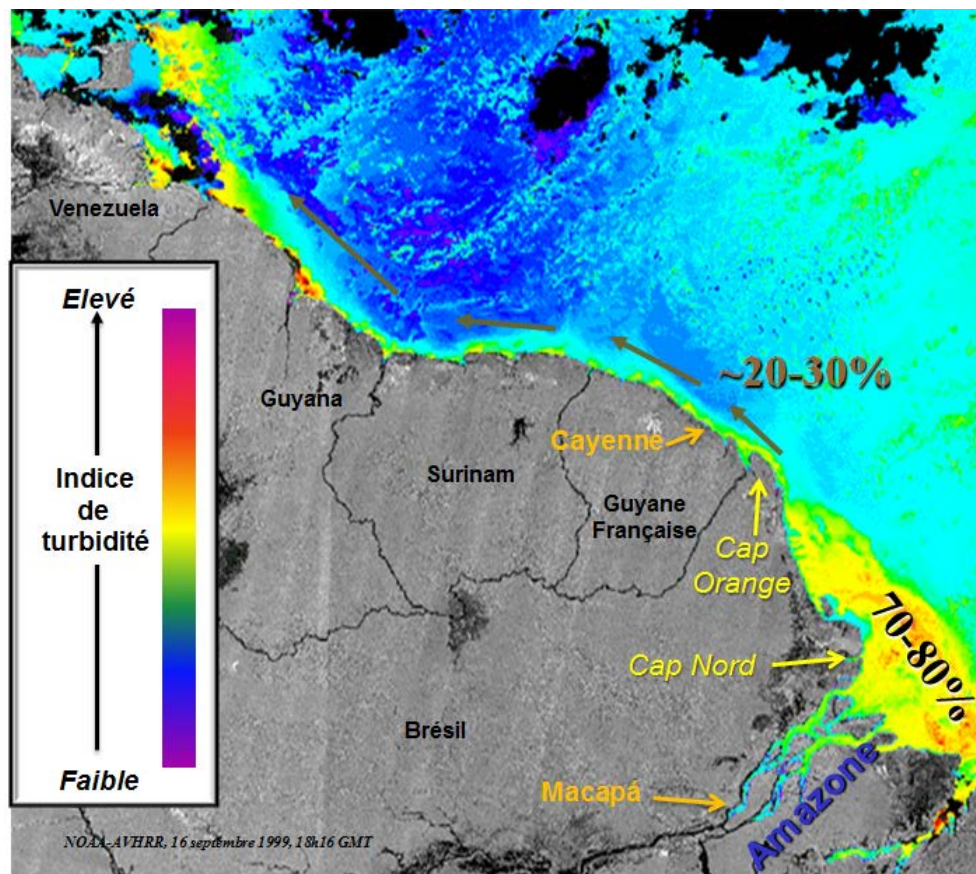 Venezuela
Elevé
Indice
de
turbidité
Faible
Guyana
Surinam
Guyane
Française
Cayenne
~20-30%
Cap
Orange
70-80%
Cap Nord
Brésil
Macapá
Amazone
NOAA-AVHRR, 16 septembre 1999, 18h16 GMT